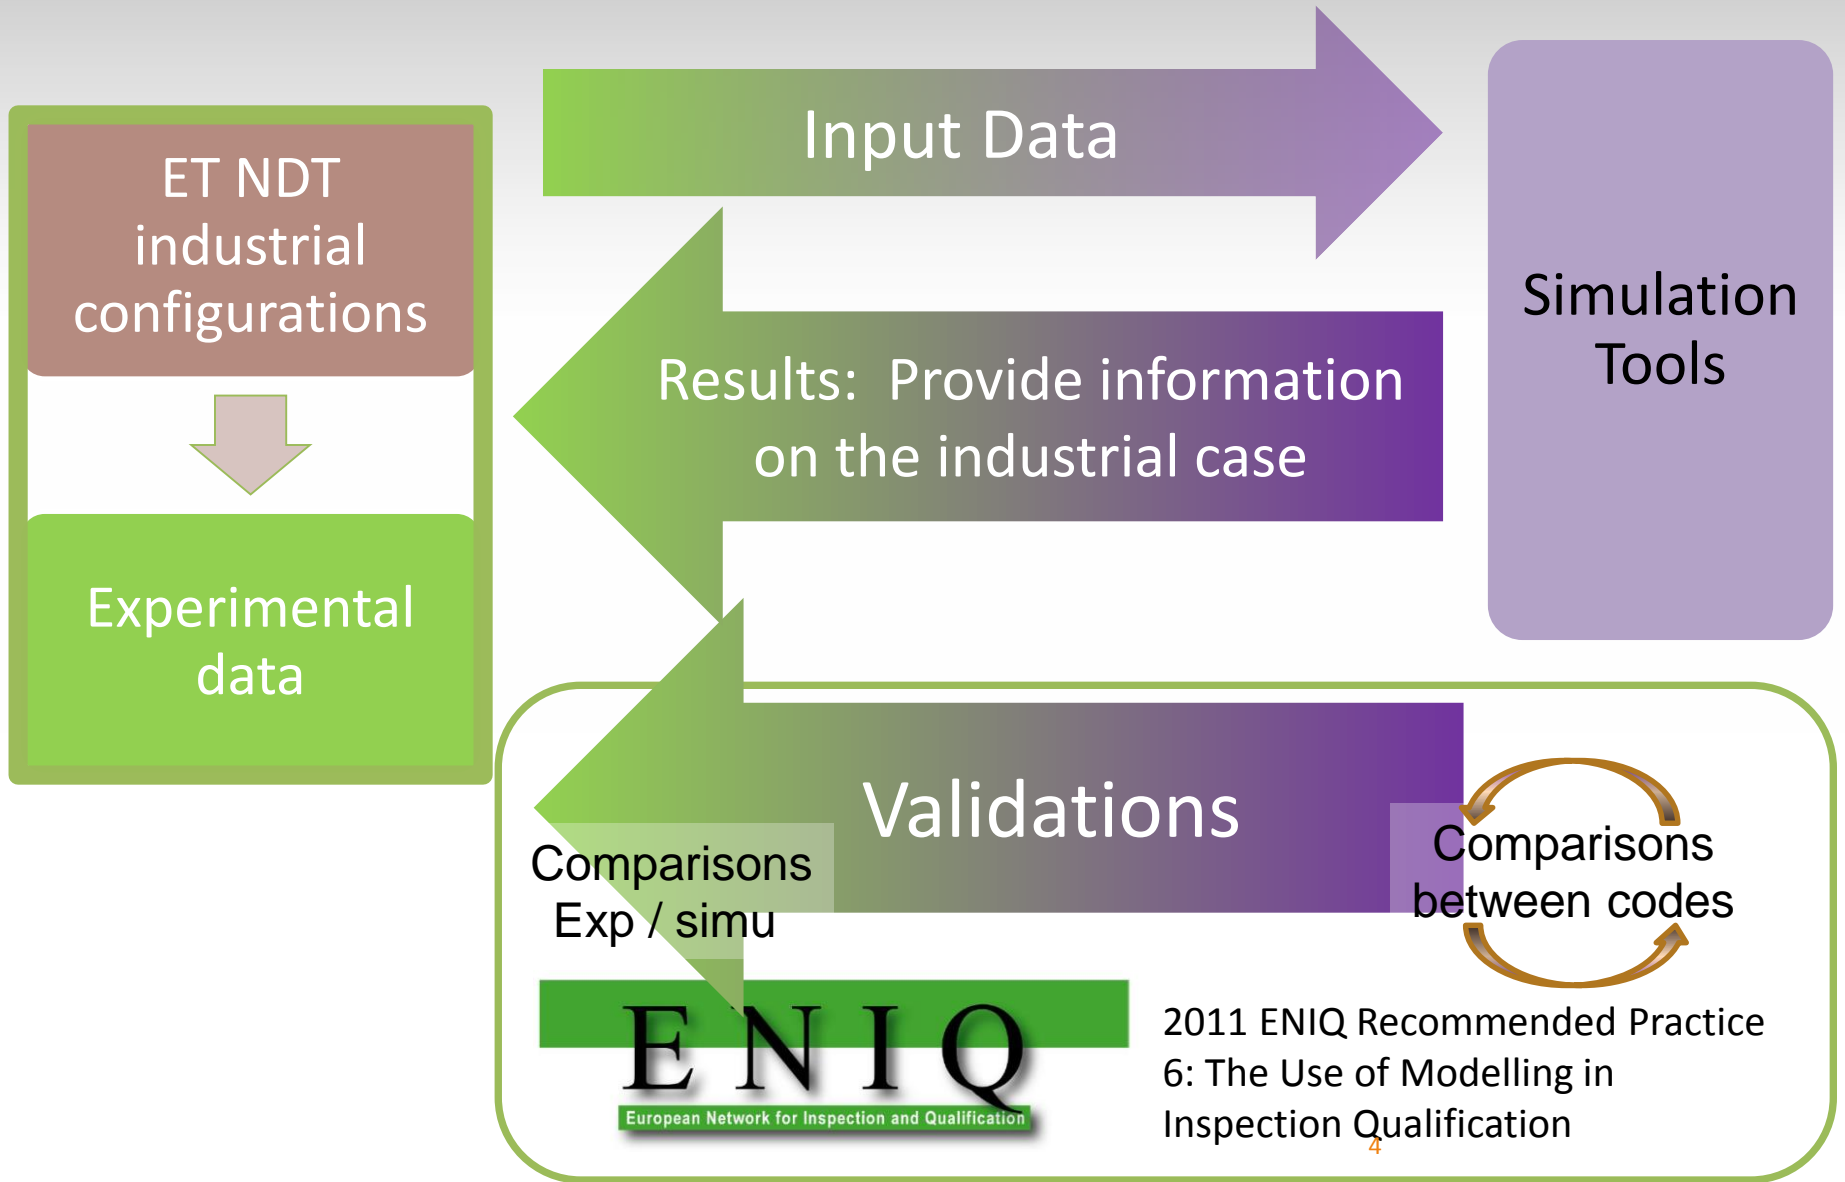 ET NDT
industrial
configurations
Experimental
data
Input Data
Results:  Provide information
on the industrial case
Simulation
Tools
Validations
Comparisons
Exp / simu
Comparisons
between codes
ENIQ
European Network for Inspection and Qualification
2011 ENIQ Recommended Practice
6: The Use of Modelling in
Inspection Qualification
4